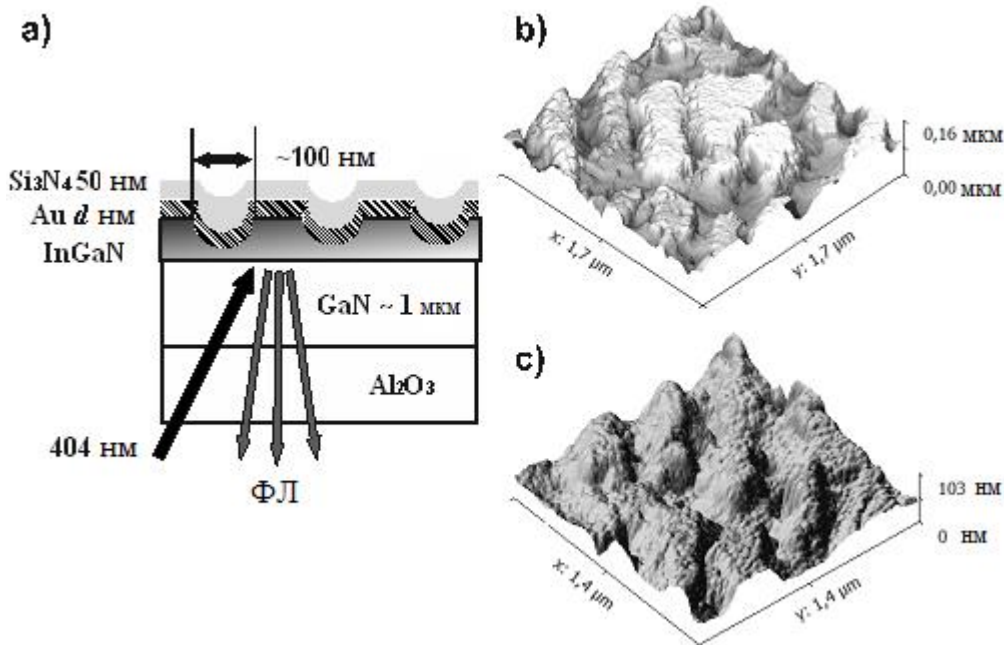 a)
~100 нм
Si₃N₄ 50 нм
Au d нм
InGaN
GaN ~ 1 мкм
Al₂O₃
404 нм
ФЛ
b)
0,16 мкм
0,00 мкм
x: 1,7 µm
y: 1,7 µm
c)
103 нм
0 нм
x: 1,4 µm
y: 1,4 µm